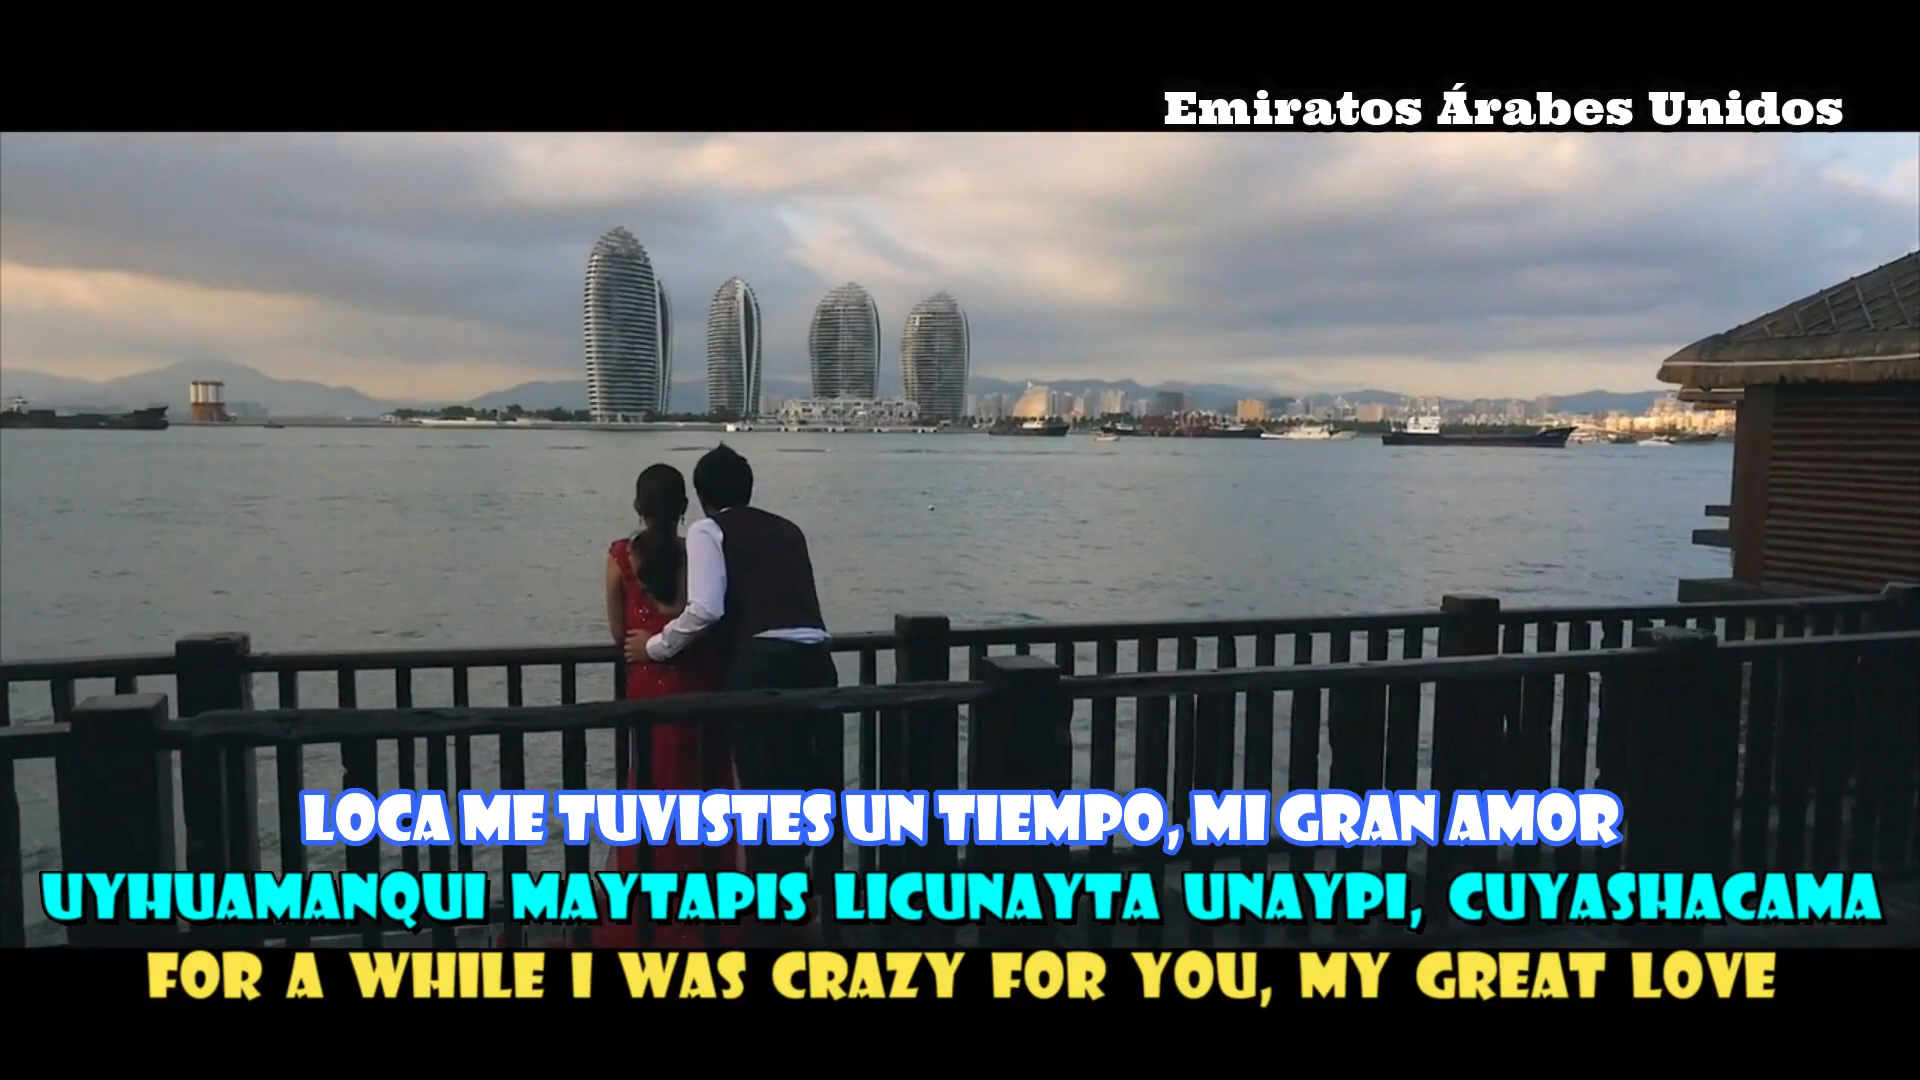 Emiratos Árabes Unidos
LOCA ME TUVISTES UN TIEMPO, MI GRAN AMOR
UYHUAMANQUI MAYTAPIS LICUNAYTA UNAYPI, CUYASHACAMA
FOR A WHILE I WAS CRAZY FOR YOU, MY GREAT LOVE